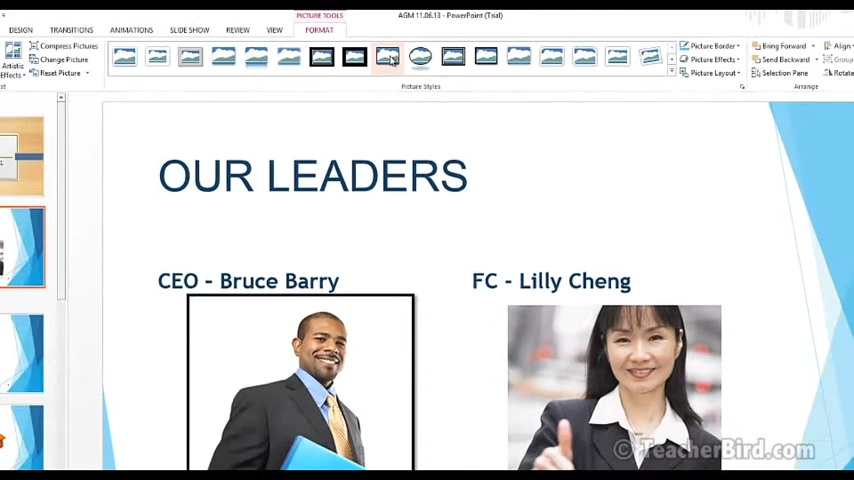 PICTURE TOOLS
AGM 11.06.13 - PowerPoint (Trial)
DESIGN TRANSITIONS ANIMATIONS SLIDE SHOW REVIEW VIEW FORMAT
Artistic
Effects
Compress Pictures
Change Picture
Reset Picture
Picture Border
Picture Effects
Picture Layout
Bring Forward
Send Backward
Selection Pane
Align
Group
Rotate
Picture Styles
Arrange
OUR LEADERS
CEO - Bruce Barry
FC - Lilly Cheng
© TeacherBird.com